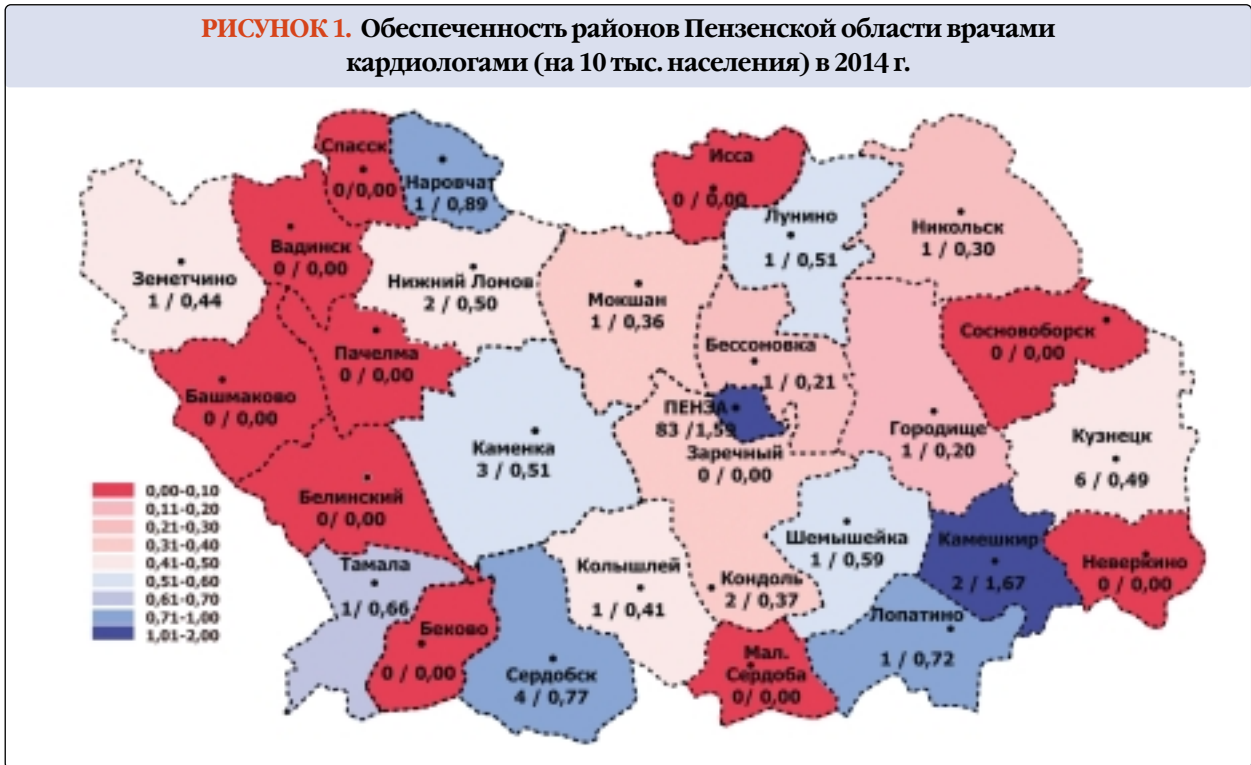 РИСУНОК 1. Обеспеченность районов Пензенской области врачами
кардиологами (на 10 тыс. населения) в 2014 г.
Спасск
0/0,00
Наровчат
1 / 0,89
Исса
0 / 0,00
Лунино
1 / 0,51
Никольск
1 / 0,30
Вадинск
0 / 0,00
Земетчино
1 / 0,44
Нижний Ломов
2 / 0,50
Мокшан
1 / 0,36
Сосновоборск
0 / 0,00
Пачелма
0 / 0,00
Бессоновка
1 / 0,21
Башмаково
0 / 0,00
ПЕНЗА
83 /1,59
Заречный
0 / 0,00
Городище
1 / 0,20
Кузнецк
6 / 0,49
Каменка
3 / 0,51
Белинский
0/ 0,00
Шемышейка
1 / 0,59
Камешкир
2 / 1,67
Неверкино
0 / 0,00
Тамала
1/ 0,66
Колышлей
1 / 0,41
Кондоль
2 / 0,37
Лопатино
1 / 0,72
Беково
0 / 0,00
Сердобск
4 / 0,77
Мал.
Сердоба
0/ 0,00
0,00-0,10
0,11-0,20
0,21-0,30
0,31-0,40
0,41-0,50
0,51-0,60
0,61-0,70
0,71-1,00
1,01-2,00